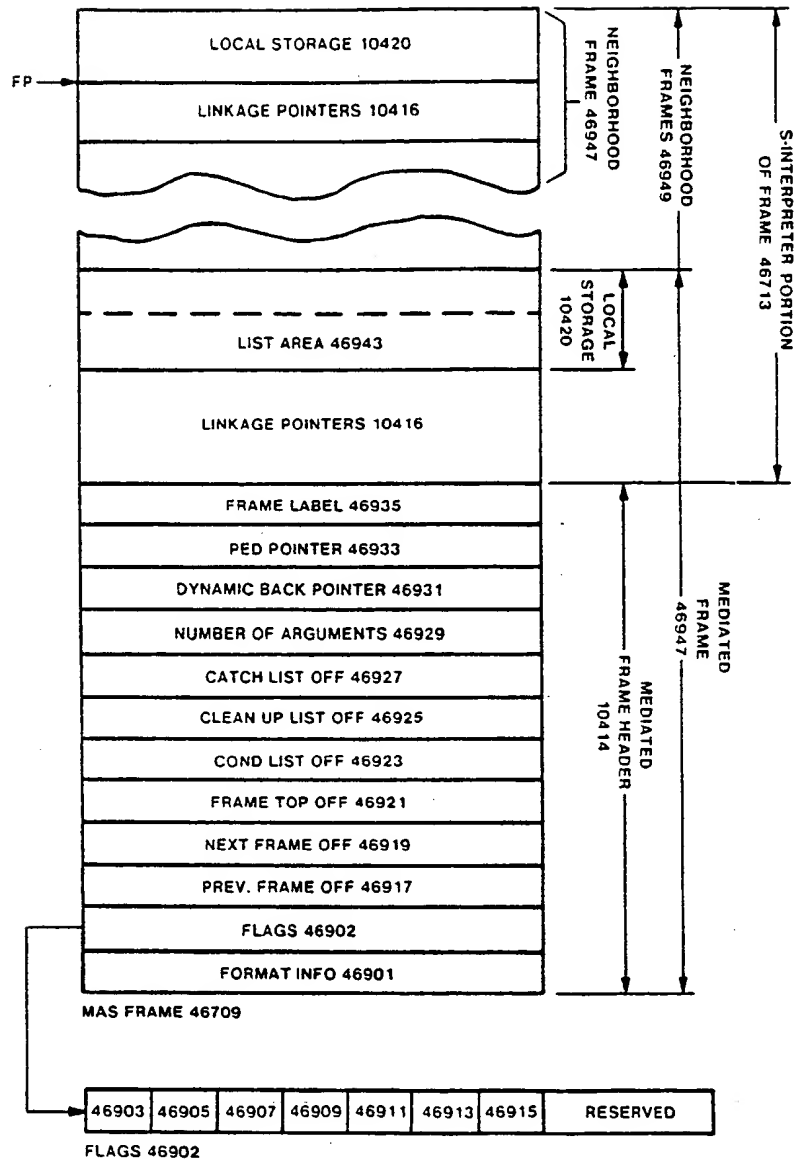 LOCAL STORAGE 10420
FP
LINKAGE POINTERS 10416
NEIGHBORHOOD
FRAME 46947
NEIGHBORHOOD
FRAMES 46949
S-INTERPRETER PORTION
OF FRAME 46713
LOCAL
STORAGE
10420
LIST AREA 46943
LINKAGE POINTERS 10416
FRAME LABEL 46935
PED POINTER 46933
DYNAMIC BACK POINTER 46931
NUMBER OF ARGUMENTS 46929
CATCH LIST OFF 46927
CLEAN UP LIST OFF 46925
COND LIST OFF 46923
FRAME TOP OFF 46921
NEXT FRAME OFF 46919
PREV. FRAME OFF 46917
FLAGS 46902
FORMAT INFO 46901
MEDIATED
FRAME HEADER
10414
MEDIATED
FRAME
46947
MAS FRAME 46709
46903 46905 46907 46909 46911 46913 46915 RESERVED
FLAGS 46902